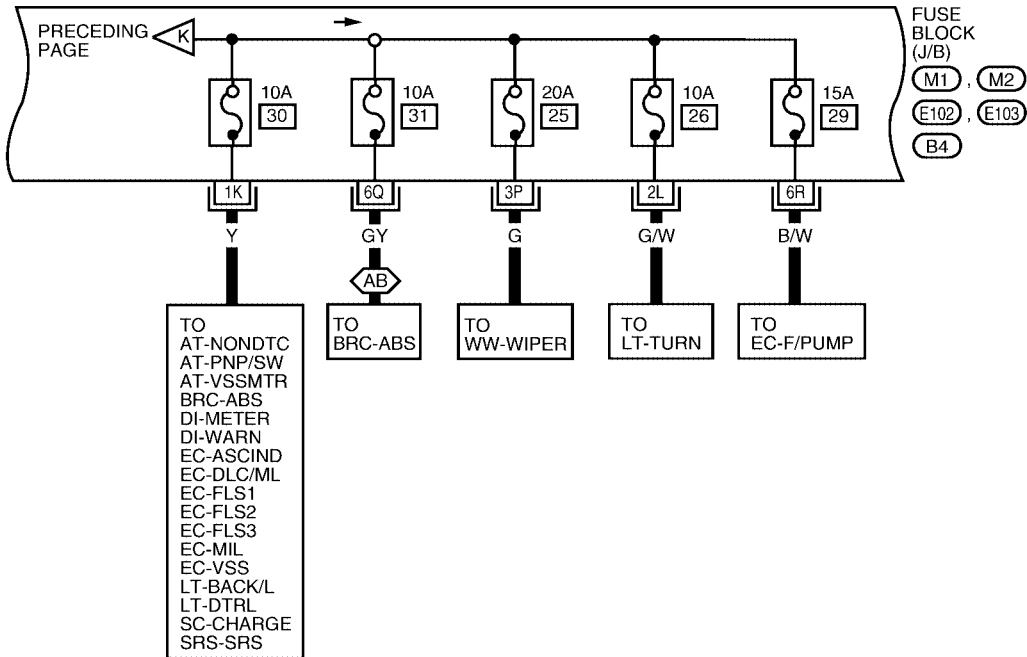 PRECEDING
PAGE
K
FUSE
BLOCK
(J/B)
M1 , M2
E102 , E103
B4
10A
30
10A
31
20A
25
10A
26
15A
29
1K
6Q
3P
2L
6R
Y
GY
G
G/W
B/W
AB
TO
AT-NONDTC
AT-PNP/SW
AT-VSSMTR
BRC-ABS
DI-METER
DI-WARN
EC-ASCIND
EC-DLC/ML
EC-FLS1
EC-FLS2
EC-FLS3
EC-MIL
EC-VSS
LT-BACK/L
LT-DTRL
SC-CHARGE
SRS-SRS
TO
BRC-ABS
TO
WW-WIPER
TO
LT-TURN
TO
EC-F/PUMP